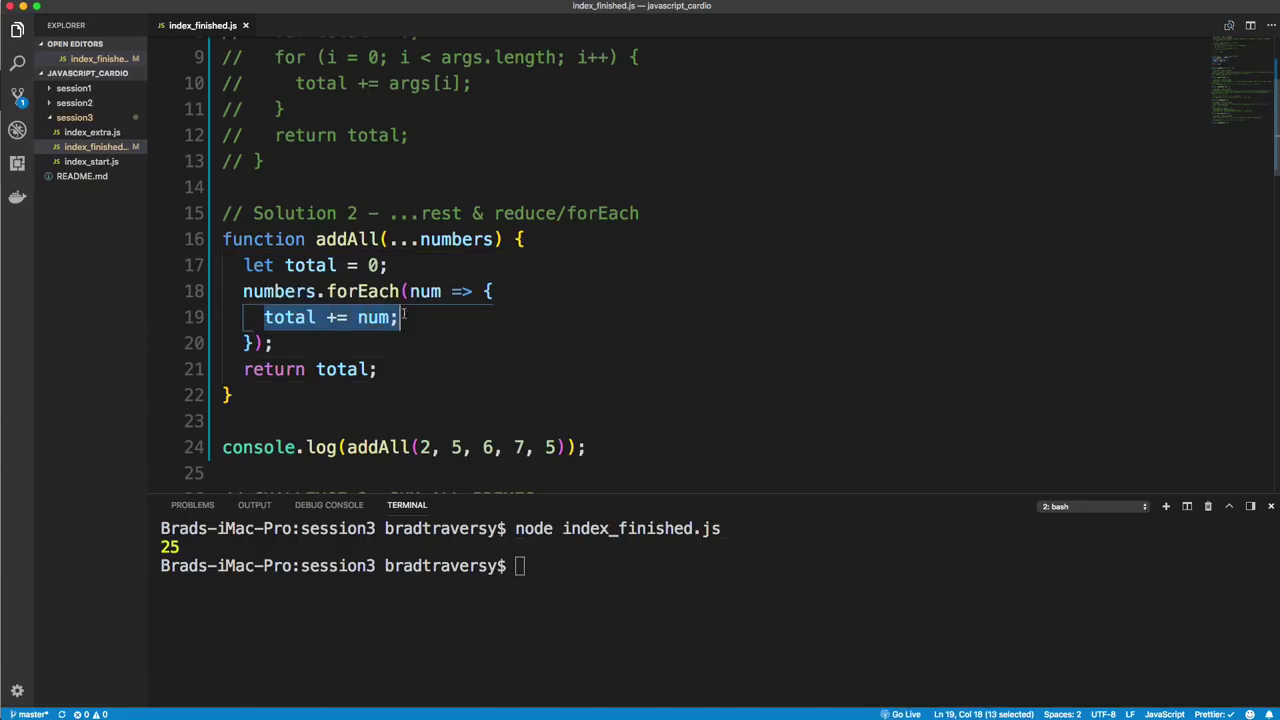 index_finished.js — javascript_cardio
EXPLORER
index_finished.js ×
OPEN EDITORS
index_finishe..
JAVASCRIPT_CARDIO
session1
session2
session3
index_extra.js
index_finished...
index_start.js
README.md
1
9 // for (i = 0; i < args.length; i++) {
10 // total += args[i];
11 // }
12 // return total;
13 // }
14
15 // Solution 2 - ...rest & reduce/forEach
16 function addAll(...numbers) {
17 let total = 0;
18 numbers.forEach(num => {
19 total += num;
20 });
21 return total;
22 }
23
24 console.log(addAll(2, 5, 6, 7, 5));
25
PROBLEMS OUTPUT DEBUG CONSOLE TERMINAL 2: bash
Brads-iMac-Pro:session3 bradtraversy$ node index_finished.js
25
Brads-iMac-Pro:session3 bradtraversy$
master* 0 0 Go Live Ln 19, Col 18 (13 selected) Spaces: 2 UTF-8 LF JavaScript Prettier: ✓